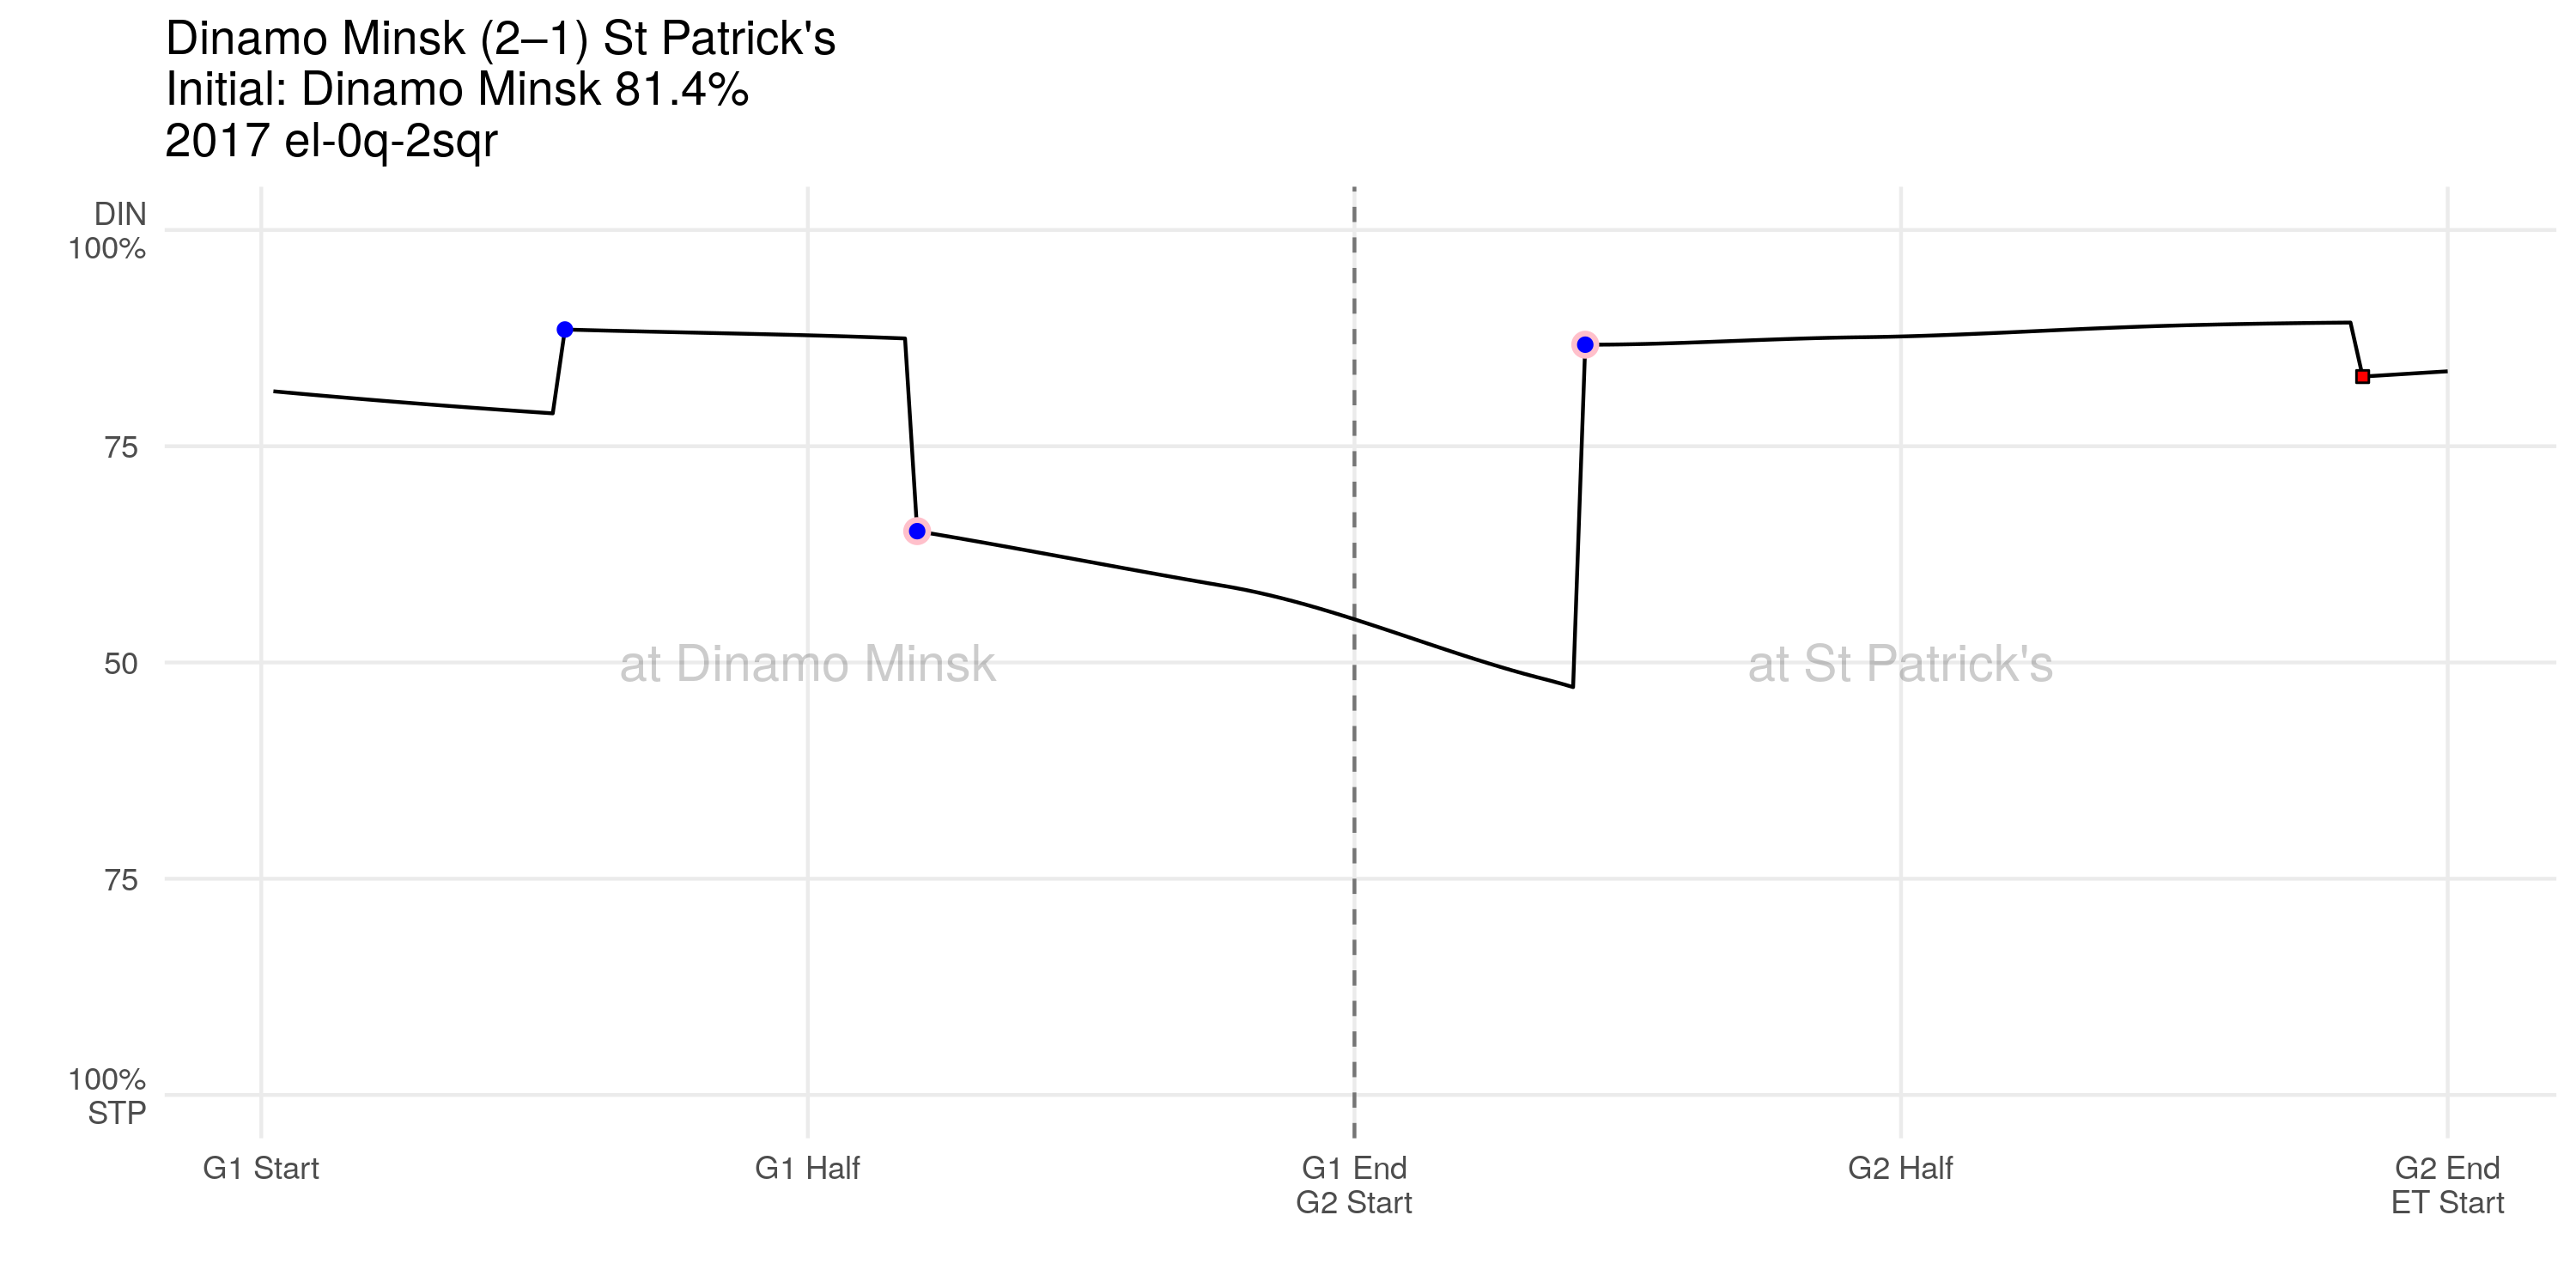 Dinamo Minsk (2–1) St Patrick's
Initial: Dinamo Minsk 81.4%
2017 el-0q-2sqr
DIN
100%
75
50
75
100%
STP
at Dinamo Minsk
at St Patrick's
G1 Start
G1 Half
G1 End
G2 Start
G2 Half
G2 End
ET Start